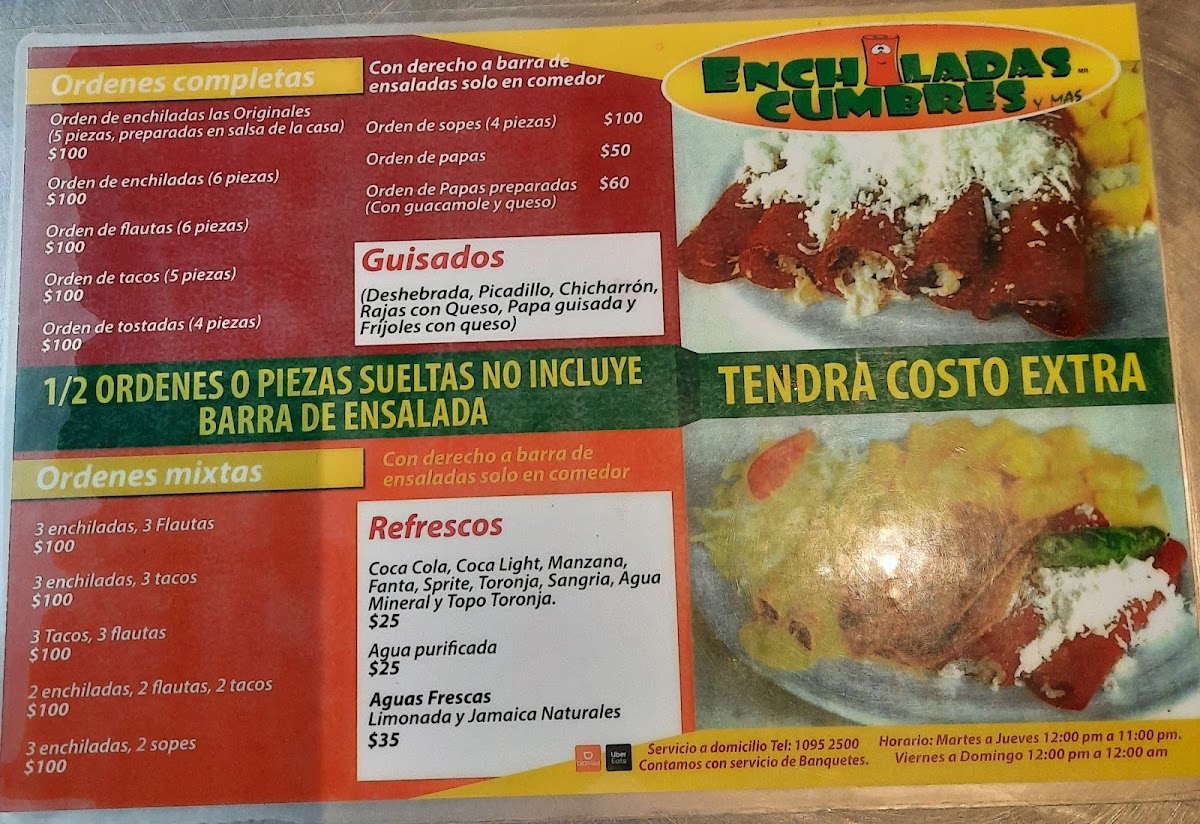 Ordenes completas
Con derecho a barra de
ensaladas solo en comedor
Orden de enchiladas las Originales
(5 piezas, preparadas en salsa de la casa)
$100
Orden de enchiladas (6 piezas)
$100
Orden de flautas (6 piezas)
$100
Orden de tacos (5 piezas)
$100
Orden de tostadas (4 piezas)
$100
Orden de sopes (4 piezas) $100
Orden de papas $50
Orden de Papas preparadas $60
(Con guacamole y queso)
Guisados
(Deshebrada, Picadillo, Chicharrón,
Rajas con Queso, Papa guisada y
Frijoles con queso)
ENCHILADAS MR
CUMBRES Y MAS
1/2 ORDENES O PIEZAS SUELTAS NO INCLUYE
BARRA DE ENSALADA
TENDRA COSTO EXTRA
Ordenes mixtas
Con derecho a barra de
ensaladas solo en comedor
3 enchiladas, 3 Flautas
$100
3 enchiladas, 3 tacos
$100
3 Tacos, 3 flautas
$100
2 enchiladas, 2 flautas, 2 tacos
$100
3 enchiladas, 2 sopes
$100
Refrescos
Coca Cola, Coca Light, Manzana,
Fanta, Sprite, Toronja, Sangria, Agua
Mineral y Topo Toronja.
$25
Agua purificada
$25
Aguas Frescas
Limonada y Jamaica Naturales
$35
Uber
Eats
Servicio a domicilio Tel: 1095 2500
Contamos con servicio de Banquetes.
Horario: Martes a Jueves 12:00 pm a 11:00 pm.
Viernes a Domingo 12:00 pm a 12:00 am